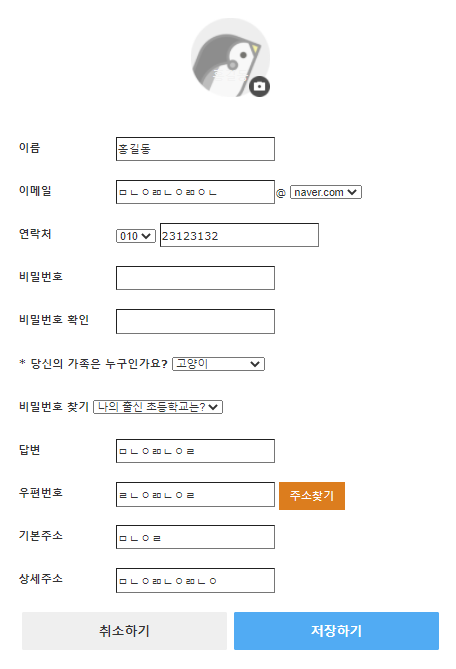 이름 홍길동
이메일 ㅁㄴㅇㄻㄴㅇㄻㅇㄴ @ naver.com
연락처 010 23123132
비밀번호
비밀번호 확인
* 당신의 가족은 누구인가요? 고양이
비밀번호 찾기 나의 출신 초등학교는?
답변 ㅁㄴㅇㄻㄴㅇㄹ
우편번호 ㄹㄴㅇㄻㄴㅇㄹ 주소찾기
기본주소 ㅁㄴㅇㄹ
상세주소 ㅁㄴㅇㄻㄴㅇㄻㄴㅇ
취소하기 저장하기